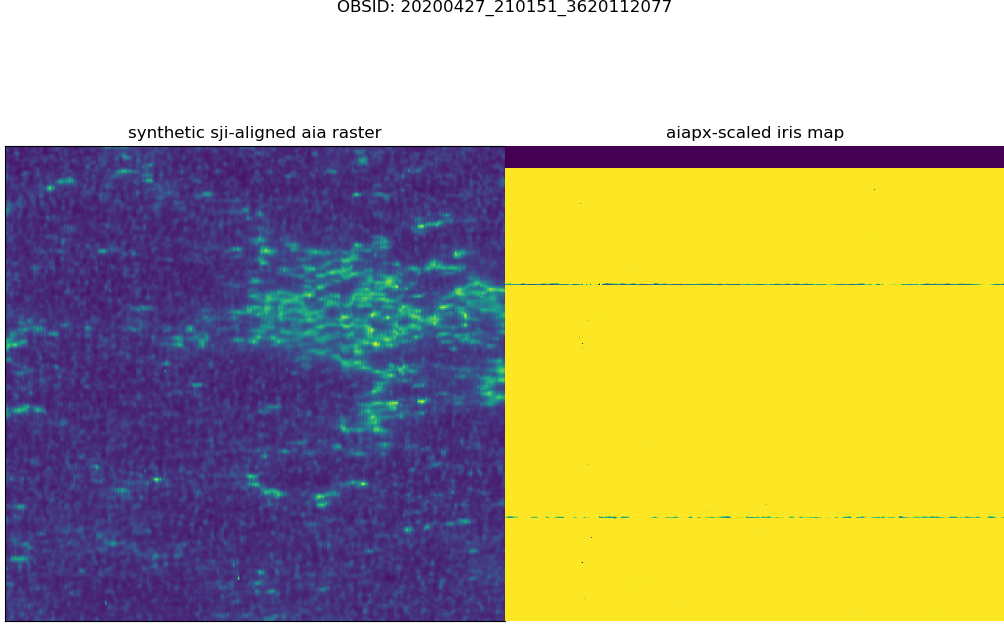 OBSID: 20200427_210151_3620112077
synthetic sji-aligned aia raster
aiapx-scaled iris map